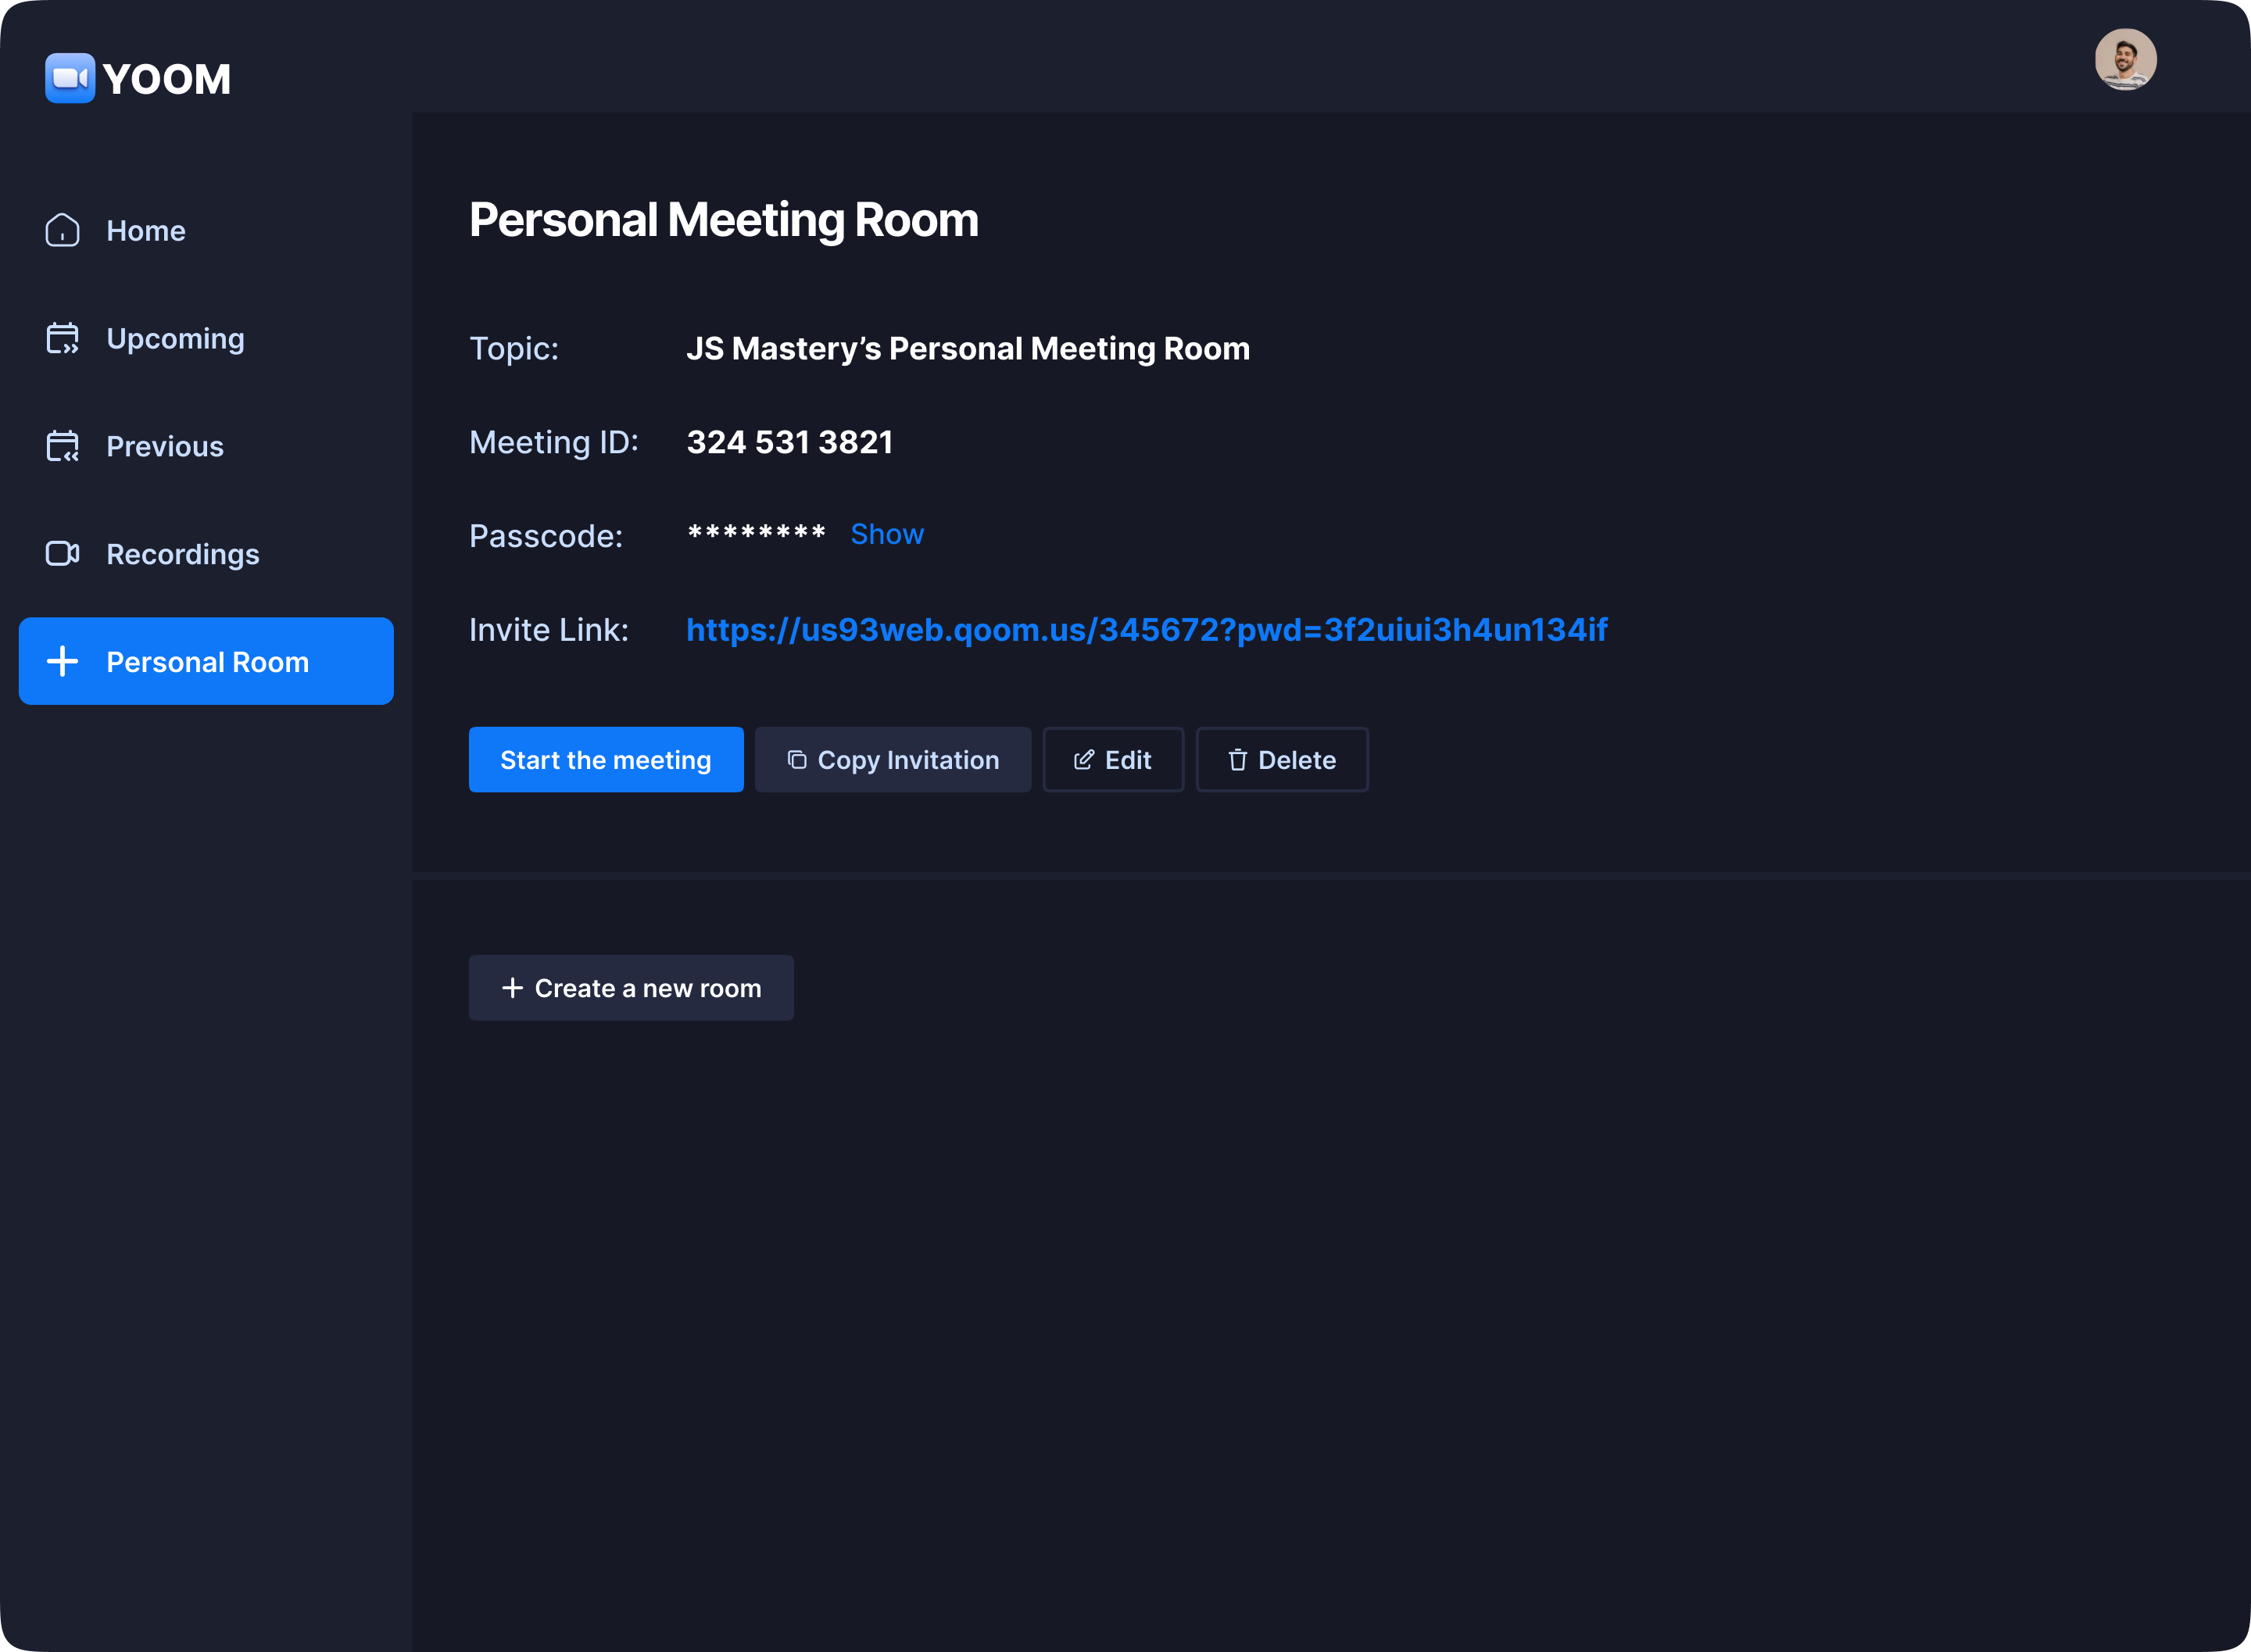 YOOM
Home
Upcoming
Previous
Recordings
Personal Room
Personal Meeting Room
Topic: JS Mastery’s Personal Meeting Room
Meeting ID: 324 531 3821
Passcode: ******** Show
Invite Link: https://us93web.qoom.us/345672?pwd=3f2uiui3h4un134if
Start the meeting Copy Invitation Edit Delete
Create a new room